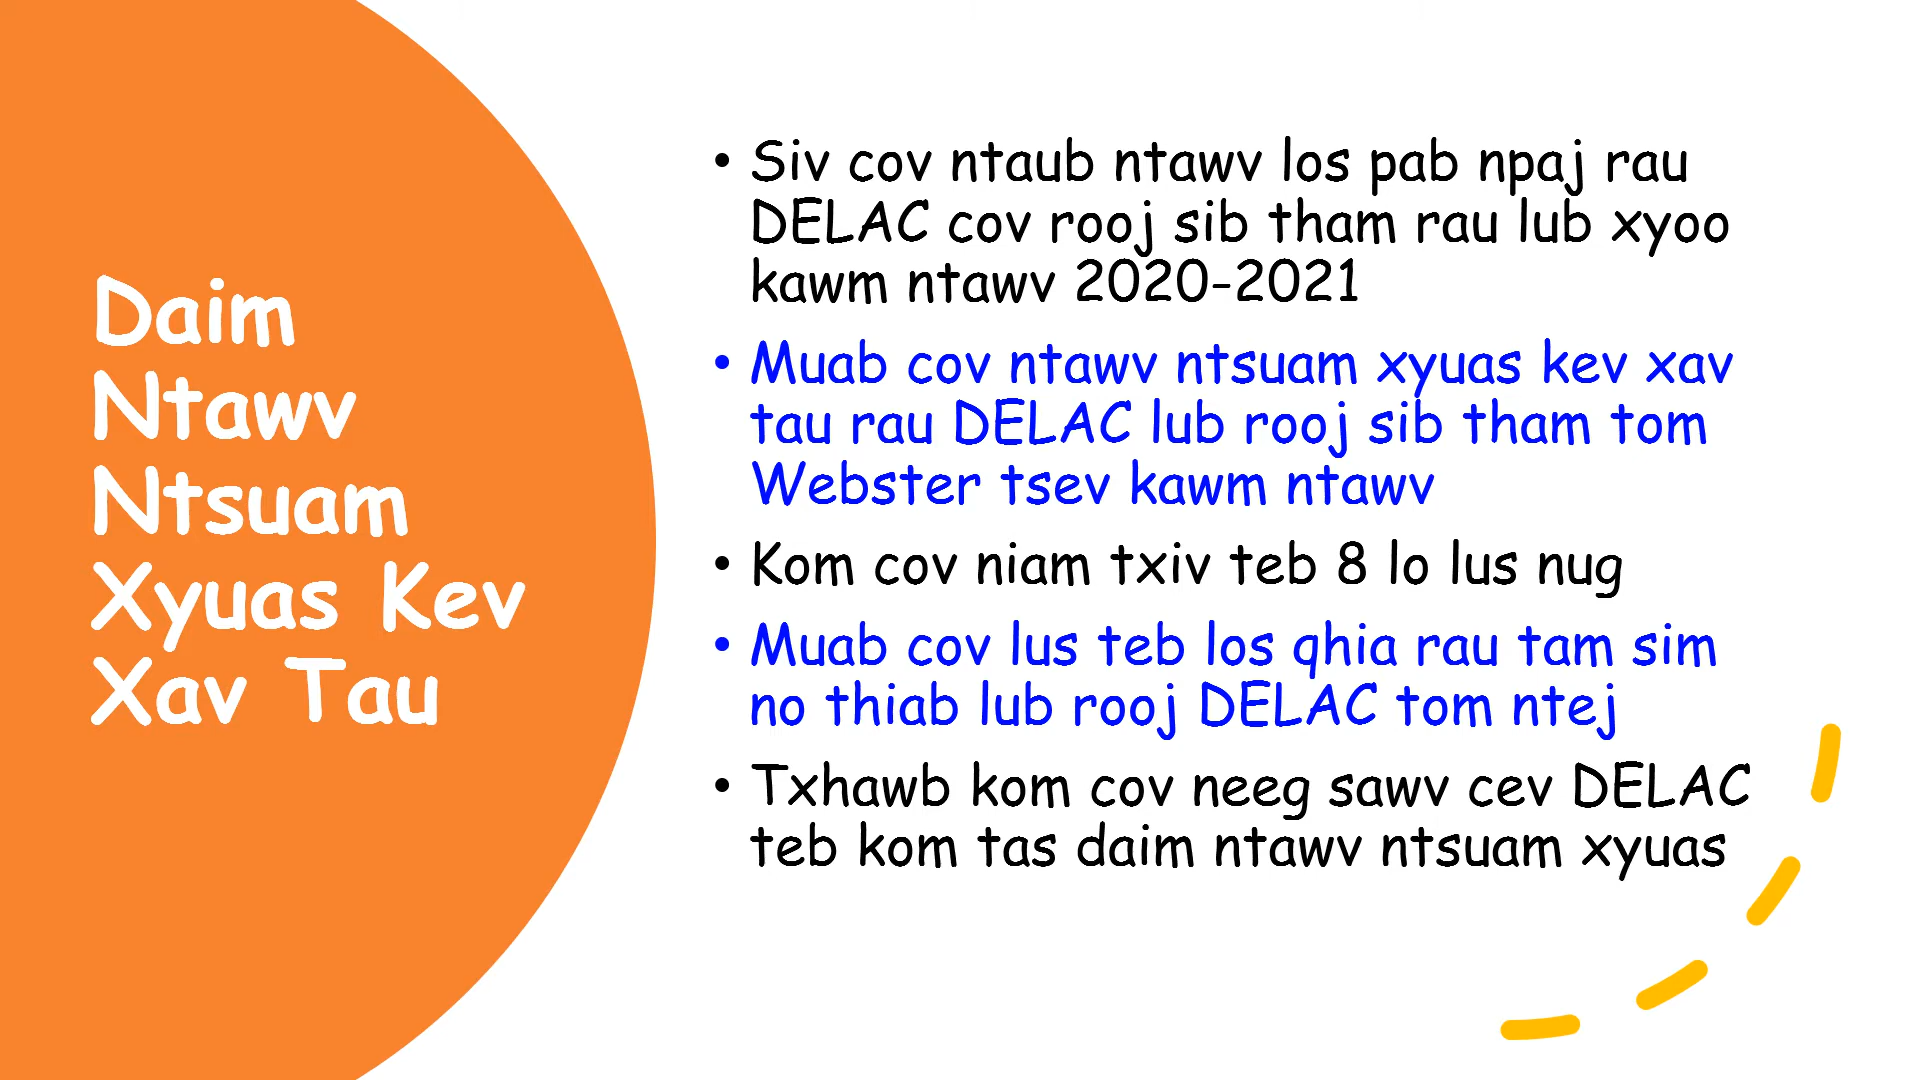 Daim
Ntawv
Ntsuam
Xyuas Kev
Xav Tau
• Siv cov ntaub ntawv los pab npaj rau
DELAC cov rooj sib tham rau lub xyoo
kawm ntawv 2020-2021
• Muab cov ntawv ntsuam xyuas kev xav
tau rau DELAC lub rooj sib tham tom
Webster tsev kawm ntawv
• Kom cov niam txiv teb 8 lo lus nug
• Muab cov lus teb los qhia rau tam sim
no thiab lub rooj DELAC tom ntej
• Txhawb kom cov neeg sawv cev DELAC
teb kom tas daim ntawv ntsuam xyuas